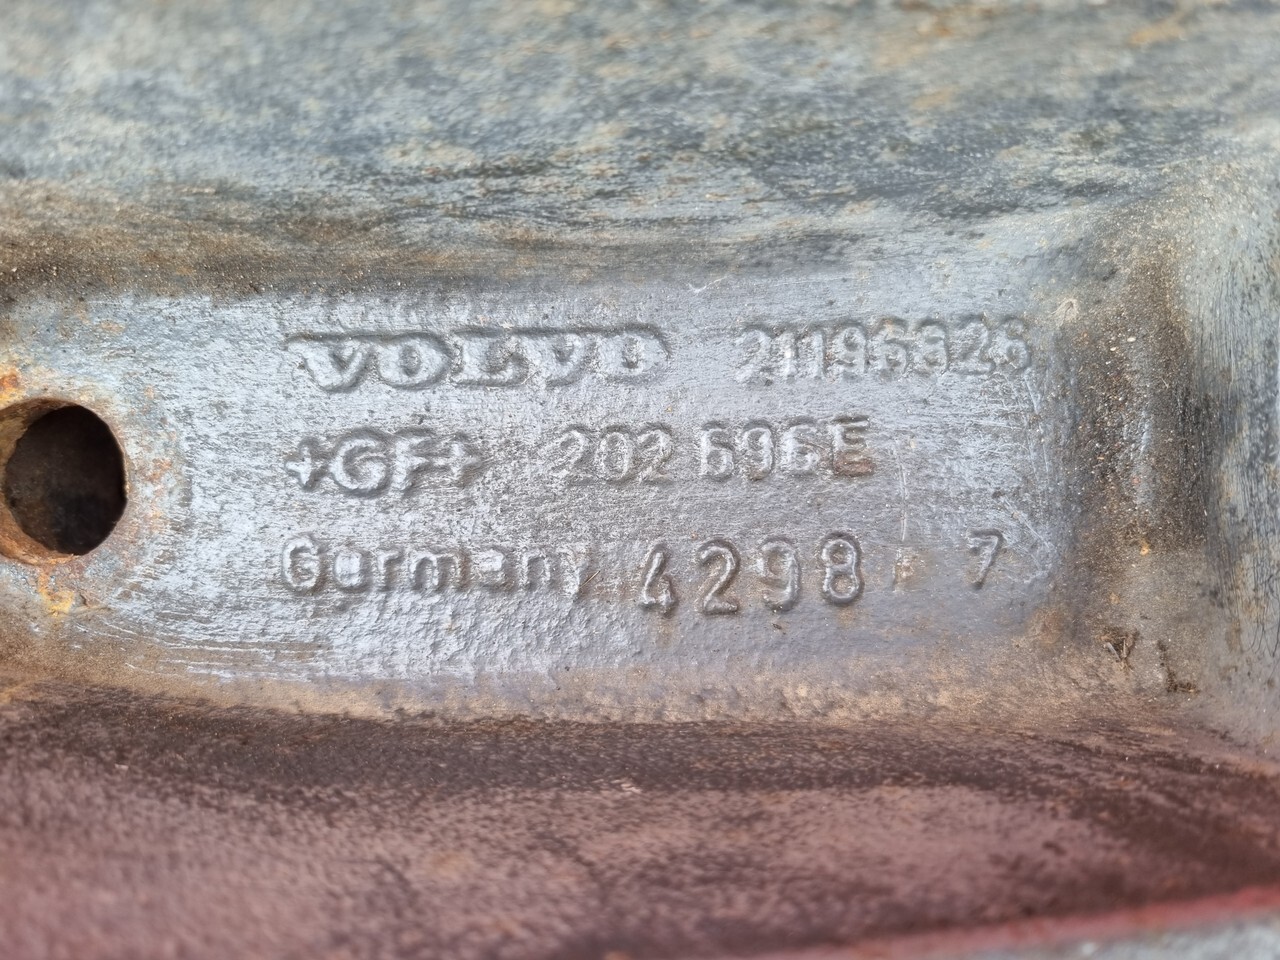 VOLVO 21196326
+GF+ 202 696E
Germany 4298 7